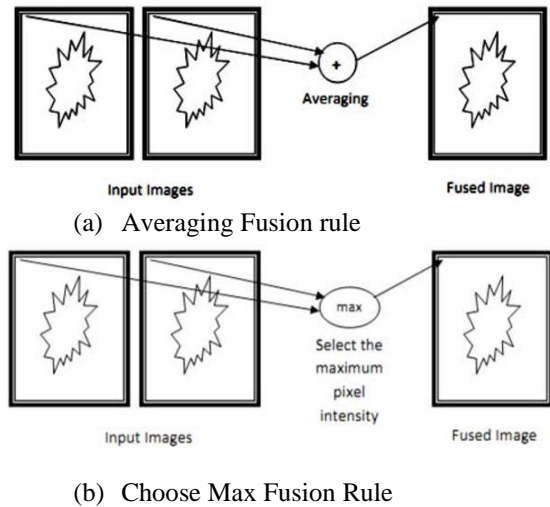 +
Averaging
Input Images
Fused Image
(a) Averaging Fusion rule
max
Select the
maximum
pixel
intensity
Input Images
Fused Image
(b) Choose Max Fusion Rule